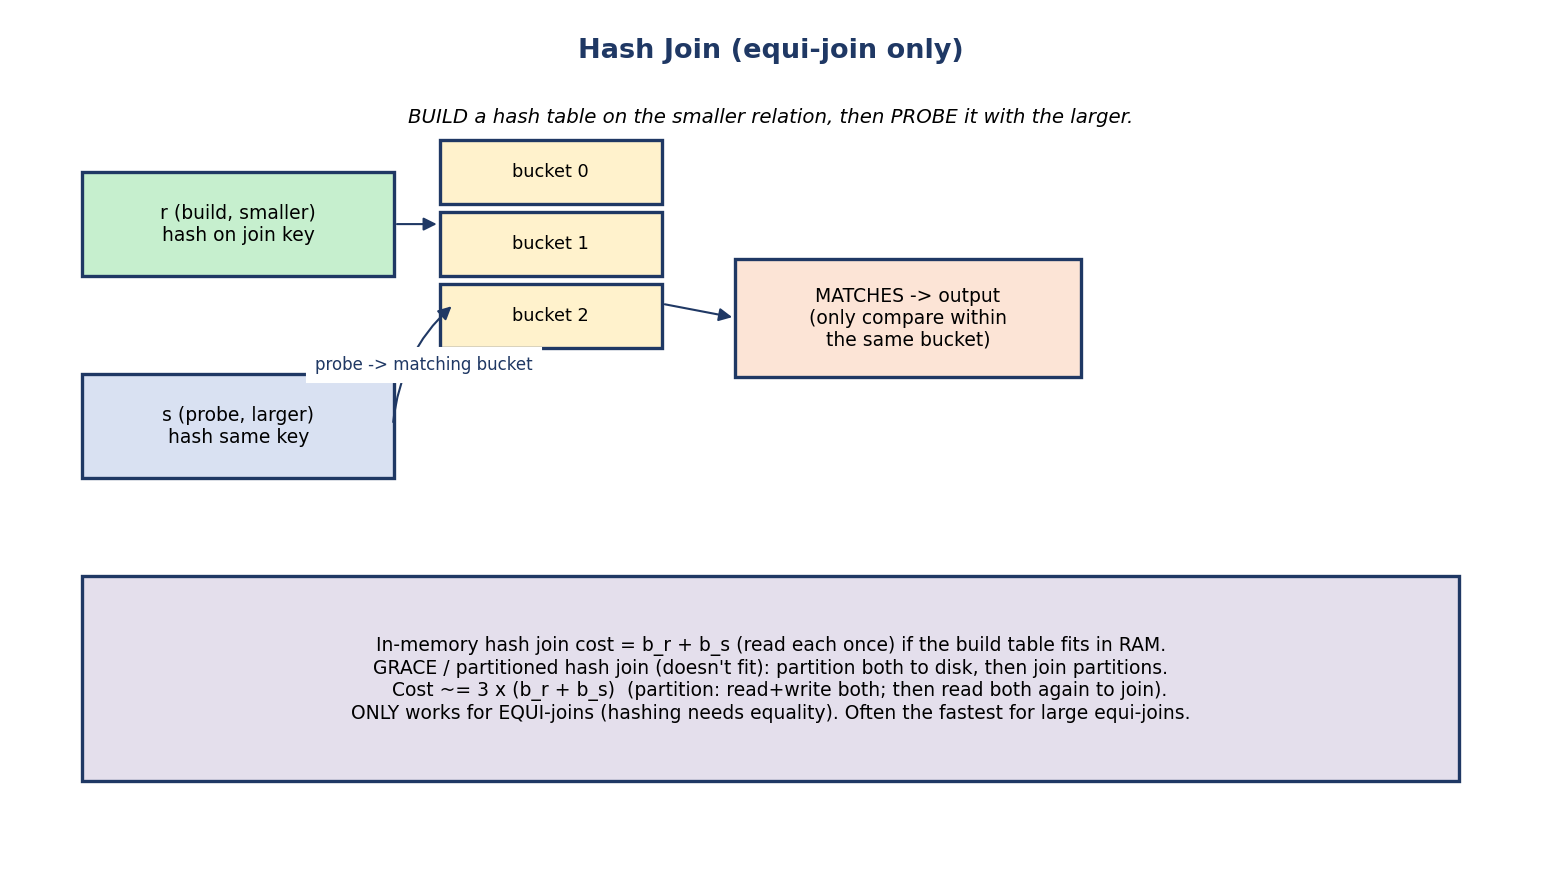 Hash Join (equi-join only)
BUILD a hash table on the smaller relation, then PROBE it with the larger.
r (build, smaller)
hash on join key
bucket 0
bucket 1
bucket 2
MATCHES -> output
(only compare within
the same bucket)
probe -> matching bucket
s (probe, larger)
hash same key
In-memory hash join cost = b_r + b_s (read each once) if the build table fits in RAM.
GRACE / partitioned hash join (doesn't fit): partition both to disk, then join partitions.
Cost ~= 3 x (b_r + b_s)  (partition: read+write both; then read both again to join).
ONLY works for EQUI-joins (hashing needs equality). Often the fastest for large equi-joins.